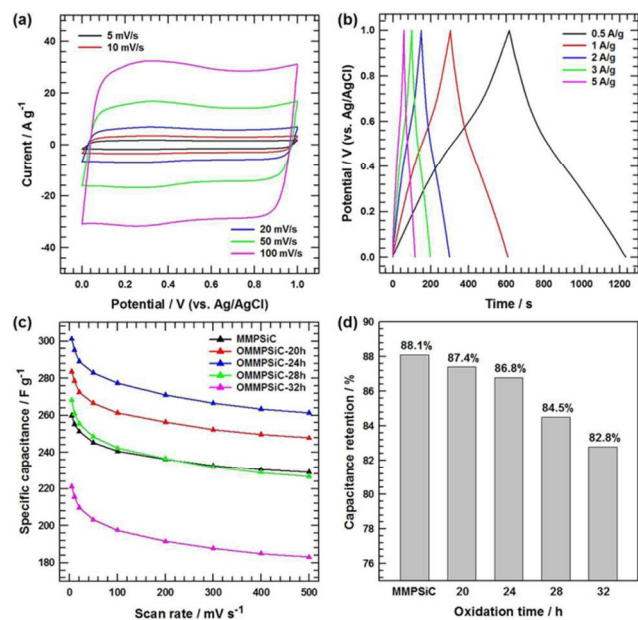 (a)
5 mV/s
10 mV/s
40
20
0
-20
-40
Current / A g⁻¹
20 mV/s
50 mV/s
100 mV/s
0.0 0.2 0.4 0.6 0.8 1.0
Potential / V (vs. Ag/AgCl)
(b)
1.0
0.8
0.6
0.4
0.2
0.0
Potential / V (vs. Ag/AgCl)
0.5 A/g
1 A/g
2 A/g
3 A/g
5 A/g
0 200 400 600 800 1000 1200
Time / s
(c)
300
280
260
240
220
200
180
Specific capacitance / F g⁻¹
MMPSiC
OMMPSiC-20h
OMMPSiC-24h
OMMPSiC-28h
OMMPSiC-32h
0 100 200 300 400 500
Scan rate / mV s⁻¹
(d)
90
88
86
84
82
80
78
76
Capacitance retention / %
88.1%
87.4%
86.8%
84.5%
82.8%
MMPSiC 20 24 28 32
Oxidation time / h